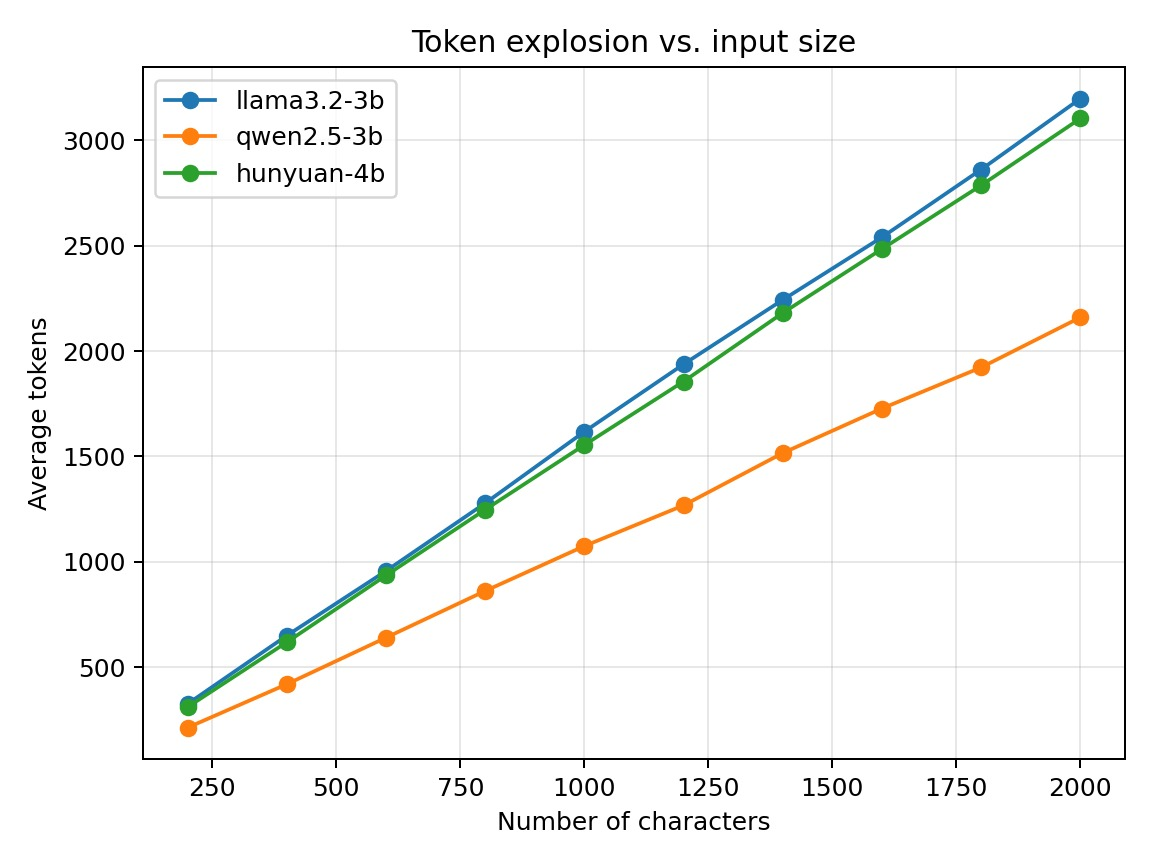 Token explosion vs. input size
llama3.2-3b
qwen2.5-3b
hunyuan-4b
3000
2500
2000
1500
1000
500
Average tokens
250 500 750 1000 1250 1500 1750 2000
Number of characters